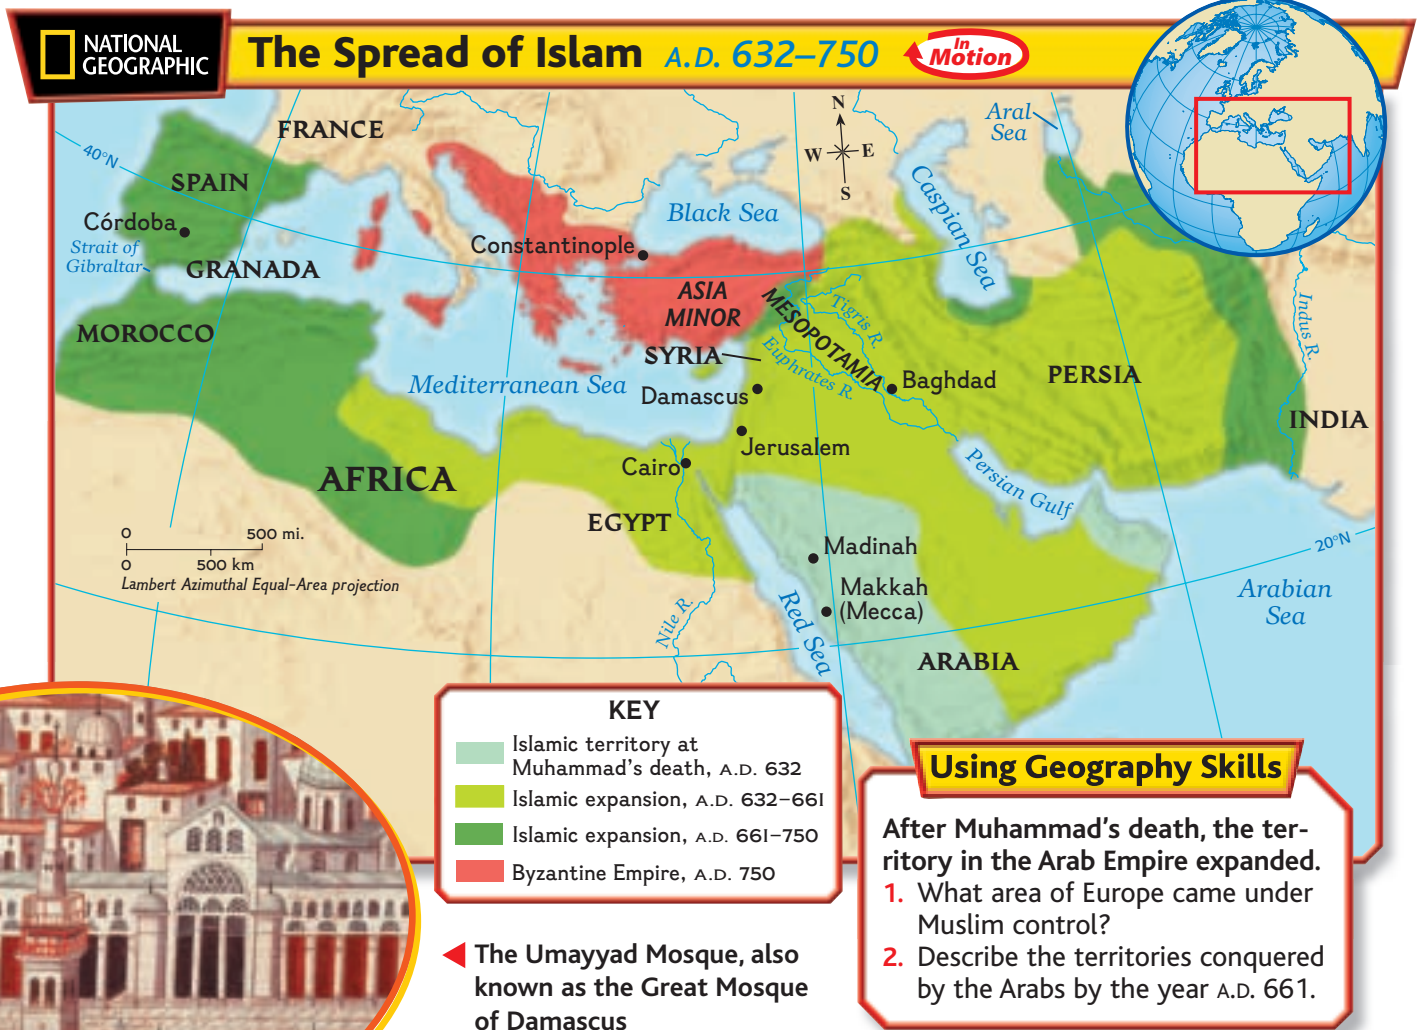 NATIONAL
GEOGRAPHIC
The Spread of Islam A.D. 632–750
In
Motion
FRANCE
Aral
Sea
N
W E
S
40°N
SPAIN
Caspian Sea
Black Sea
Córdoba
Strait of
Gibraltar
GRANADA
Constantinople
ASIA
MINOR
MESOPOTAMIA
Tigris R.
Indus R.
MOROCCO
SYRIA
Euphrates R.
Mediterranean Sea
Damascus
Baghdad
PERSIA
INDIA
Jerusalem
Cairo
AFRICA
Persian Gulf
EGYPT
0 500 mi.
0 500 km
Lambert Azimuthal Equal-Area projection
Madinah
20°N
Makkah
(Mecca)
Arabian
Sea
Nile R.
Red Sea
ARABIA
KEY
Islamic territory at
Muhammad's death, A.D. 632
Islamic expansion, A.D. 632–661
Islamic expansion, A.D. 661–750
Byzantine Empire, A.D. 750
Using Geography Skills
After Muhammad's death, the ter-
ritory in the Arab Empire expanded.
1. What area of Europe came under
Muslim control?
2. Describe the territories conquered
by the Arabs by the year A.D. 661.
The Umayyad Mosque, also
known as the Great Mosque
of Damascus